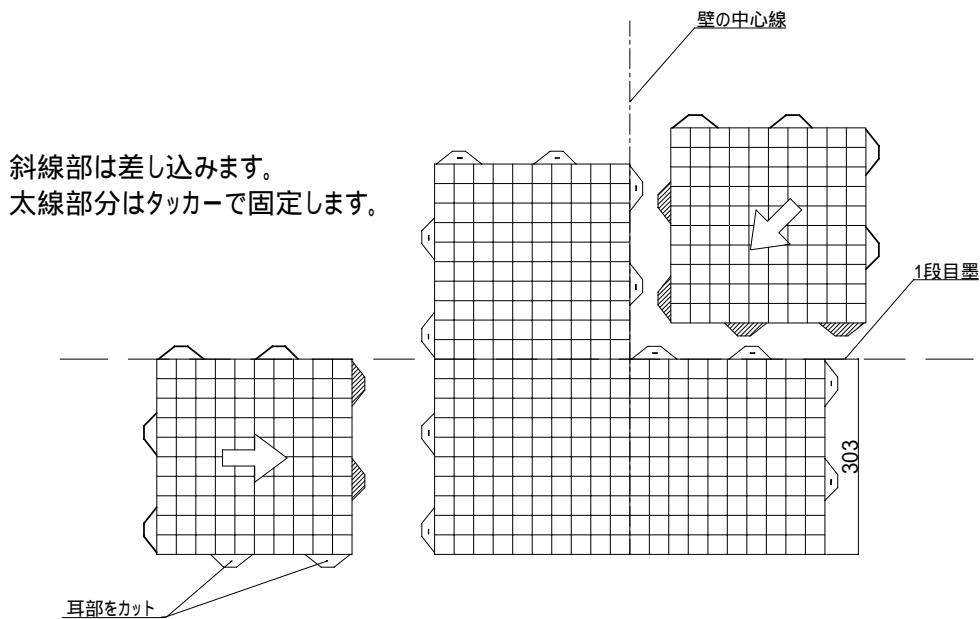 壁の中心線
斜線部は差し込みます。
太線部分はタッカーで固定します。
1段目墨
303
耳部をカット